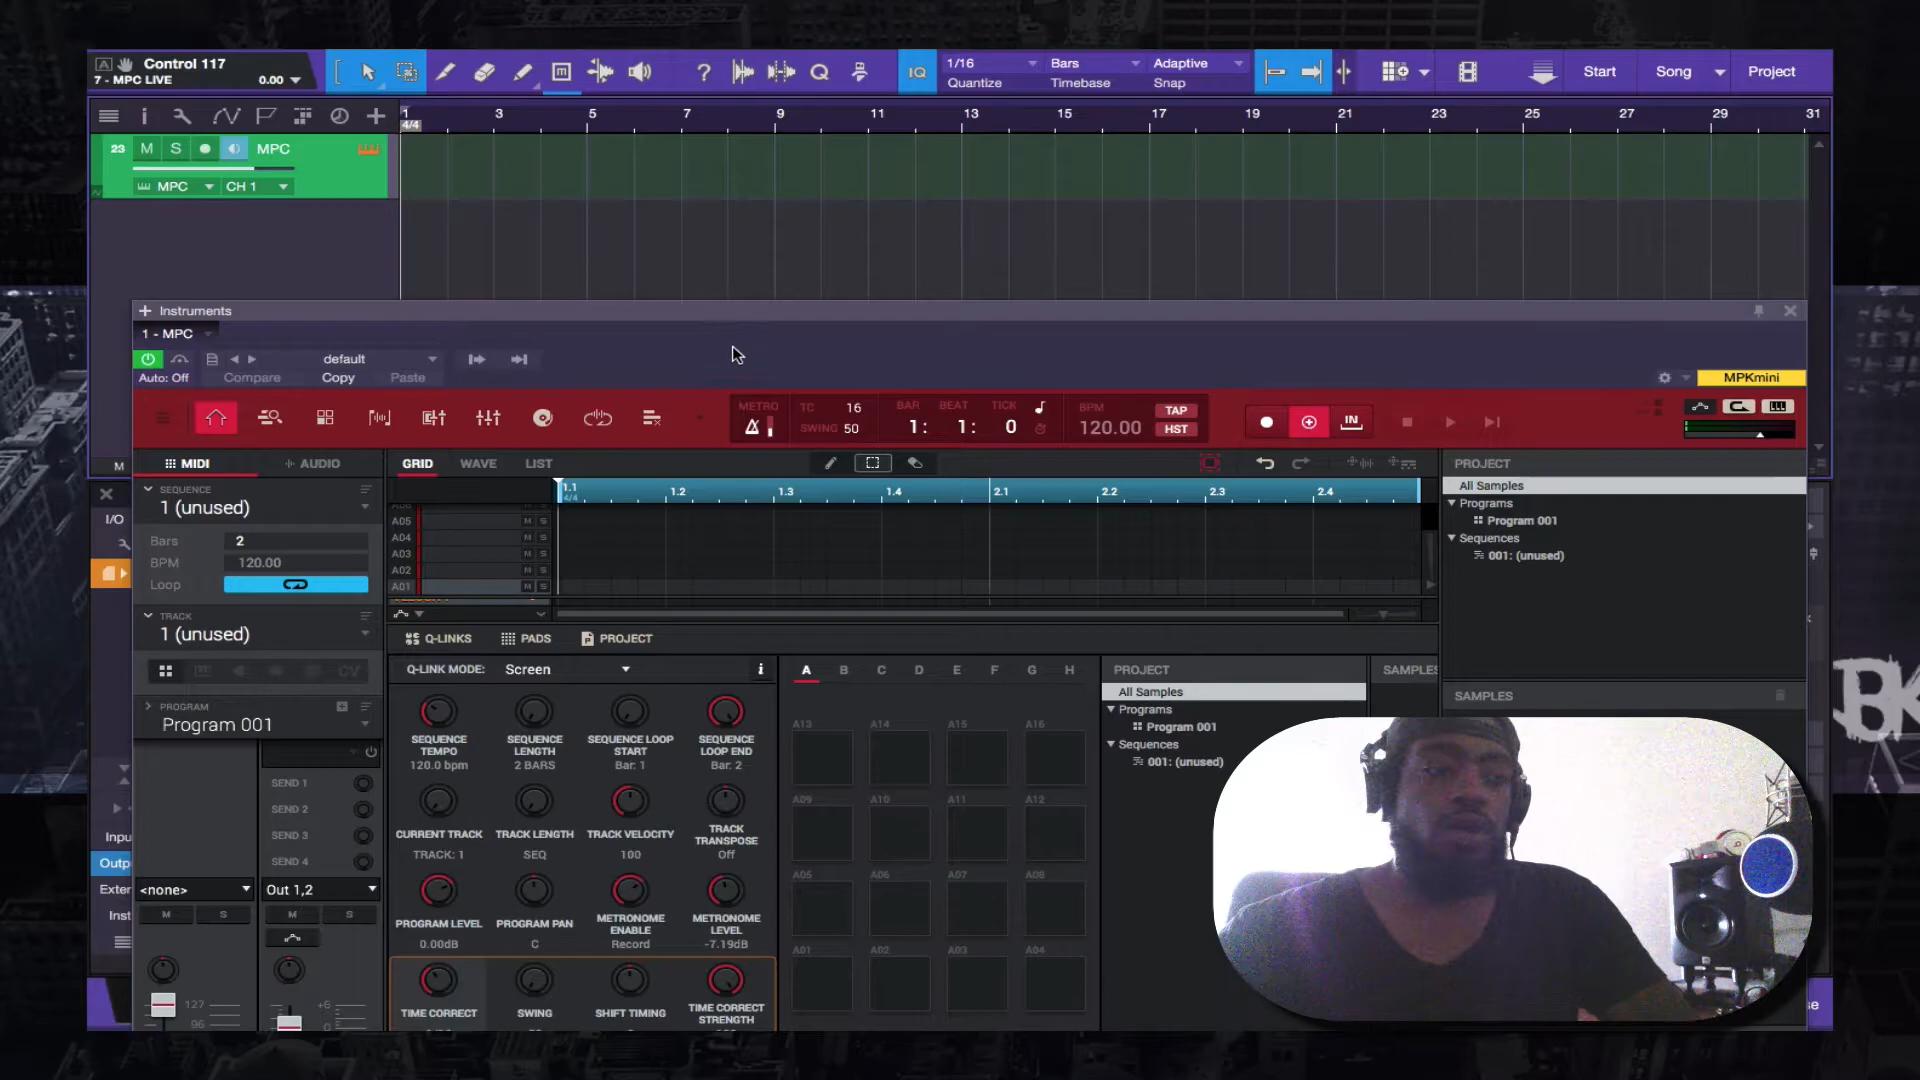 Control 117
7 - MPC LIVE 0.00
1/16 Bars Adaptive
Quantize Timebase Snap
IQ
Start Song Project
1 3 5 7 9 11 13 15 17 19 21 23 25 27 29 31
4/4
23 M S MPC
MPC CH 1
Instruments
1 - MPC
default
Auto: Off Compare Copy Paste
MPKmini
METRO TC 16 BAR BEAT TICK BPM TAP
SWING 50 1: 1: 0 120.00 HST
IN
M
I/O
MIDI AUDIO
GRID WAVE LIST
PROJECT
SEQUENCE
1 (unused)
Bars 2
BPM 120.00
Loop
TRACK
1 (unused)
CV
PROGRAM
Program 001
1.1 1.2 1.3 1.4 2.1 2.2 2.3 2.4
4/4
A05 M S
A04 M S
A03 M S
A02 M S
A01 M S
All Samples
Programs
Program 001
Sequences
001: (unused)
Q-LINKS PADS PROJECT
Q-LINK MODE: Screen i
A B C D E F G H
PROJECT
SAMPLES
All Samples
Programs
Program 001
Sequences
001: (unused)
SAMPLES
SEQUENCE TEMPO
120.0 bpm
SEQUENCE LENGTH
2 BARS
SEQUENCE LOOP START
Bar: 1
SEQUENCE LOOP END
Bar: 2
CURRENT TRACK
TRACK: 1
TRACK LENGTH
SEQ
TRACK VELOCITY
100
TRACK TRANSPOSE
Off
PROGRAM LEVEL
0.00dB
PROGRAM PAN
C
METRONOME ENABLE
Record
METRONOME LEVEL
-7.19dB
TIME CORRECT
SWING
SHIFT TIMING
TIME CORRECT STRENGTH
A13 A14 A15 A16
A09 A10 A11 A12
A05 A06 A07 A08
A01 A02 A03 A04
SEND 1
SEND 2
SEND 3
SEND 4
<none> Out 1,2
M S M S
127
96
+6
0
Inpu
Outp
Exter
Inst
BK